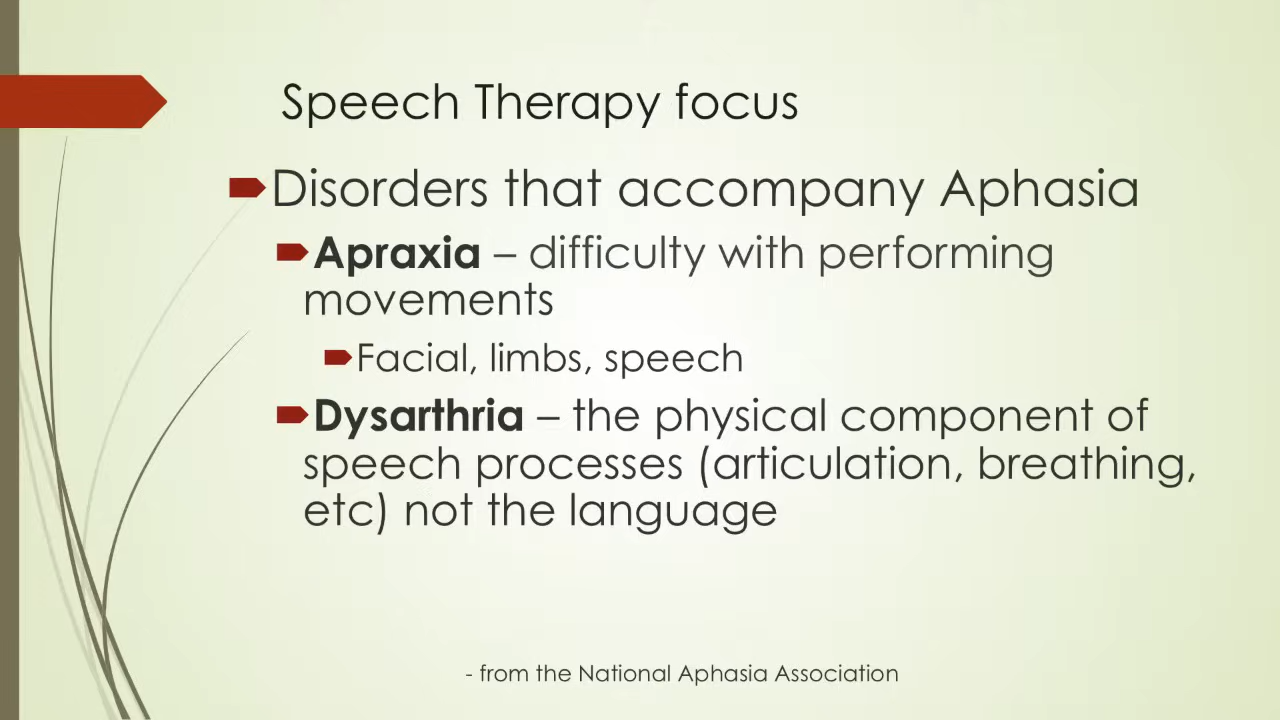 Speech Therapy focus
Disorders that accompany Aphasia
Apraxia – difficulty with performing
movements
Facial, limbs, speech
Dysarthria – the physical component of
speech processes (articulation, breathing,
etc) not the language
- from the National Aphasia Association